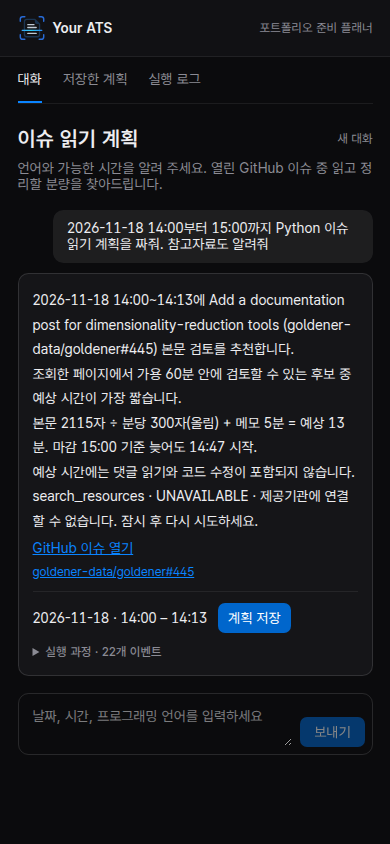 Your ATS
포트폴리오 준비 플래너
대화
저장한 계획
실행 로그
이슈 읽기 계획
새 대화
언어와 가능한 시간을 알려 주세요. 열린 GitHub 이슈 중 읽고 정
리할 분량을 찾아드립니다.
2026-11-18 14:00부터 15:00까지 Python 이슈
읽기 계획을 짜줘. 참고자료도 알려줘
2026-11-18 14:00~14:13에 Add a documentation
post for dimensionality-reduction tools (goldener-
data/goldener#445) 본문 검토를 추천합니다.
조회한 페이지에서 가용 60분 안에 검토할 수 있는 후보 중
예상 시간이 가장 짧습니다.
본문 2115자 ÷ 분당 300자(올림) + 메모 5분 = 예상 13
분. 마감 15:00 기준 늦어도 14:47 시작.
예상 시간에는 댓글 읽기와 코드 수정이 포함되지 않습니다.
search_resources · UNAVAILABLE · 제공기관에 연결
할 수 없습니다. 잠시 후 다시 시도하세요.
GitHub 이슈 열기
goldener-data/goldener#445
2026-11-18 · 14:00 – 14:13
계획 저장
▶ 실행 과정 · 22개 이벤트
날짜, 시간, 프로그래밍 언어를 입력하세요
보내기